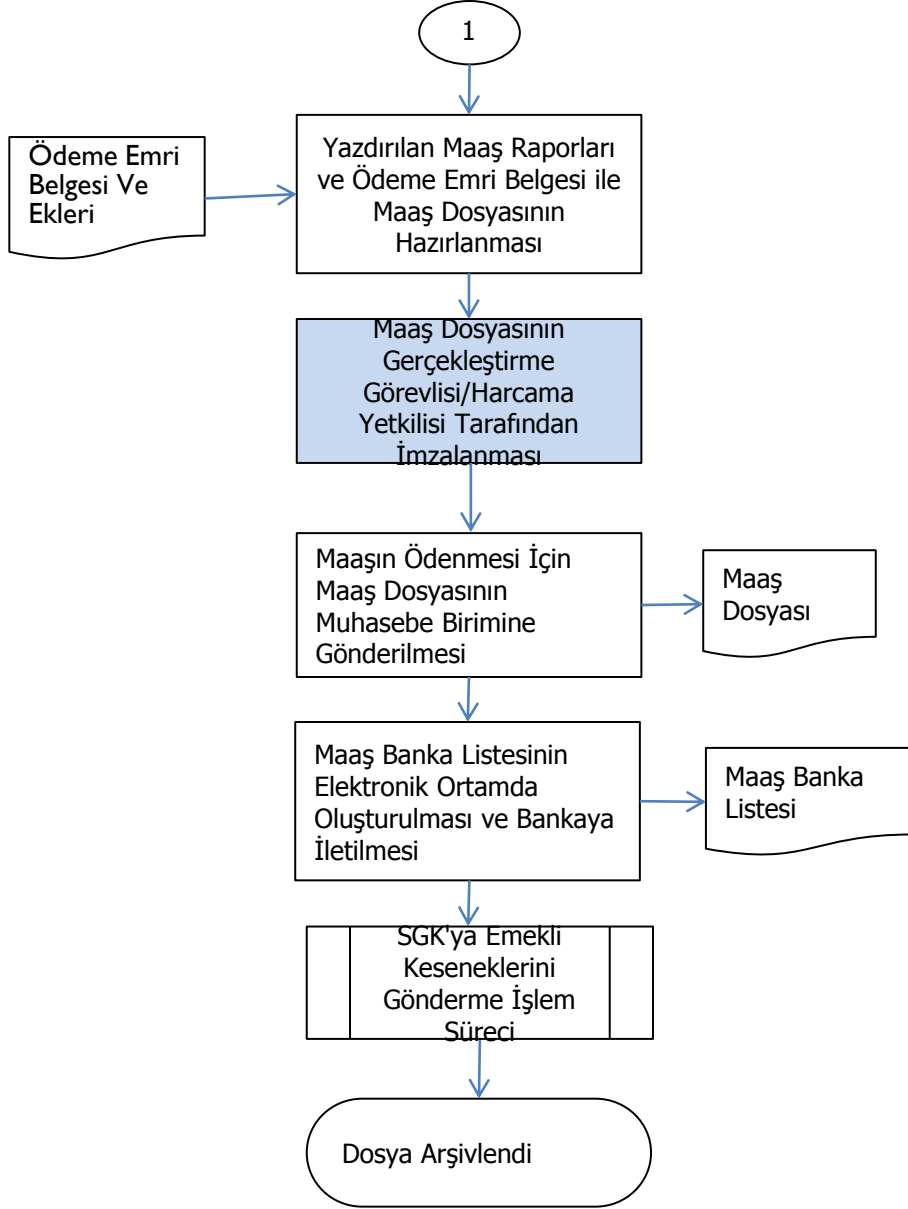 1
Ödeme Emri
Belgesi Ve
Ekleri
Yazdırılan Maaş Raporları
ve Ödeme Emri Belgesi ile
Maaş Dosyasının
Hazırlanması
Maaş Dosyasının
Gerçekleştirme
Görevlisi/Harcama
Yetkilisi Tarafından
İmzalanması
Maaşın Ödenmesi İçin
Maaş Dosyasının
Muhasebe Birimine
Gönderilmesi
Maaş
Dosyası
Maaş Banka Listesinin
Elektronik Ortamda
Oluşturulması ve Bankaya
İletilmesi
Maaş Banka
Listesi
SGK'ya Emekli
Keseneklerini
Gönderme İşlem
Süreci
Dosya Arşivlendi